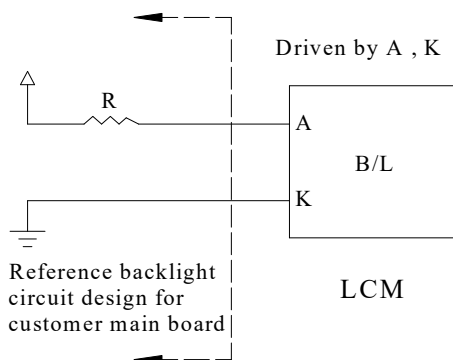 Driven by A , K
R
A
B/L
K
Reference backlight
circuit design for
customer main board
LCM